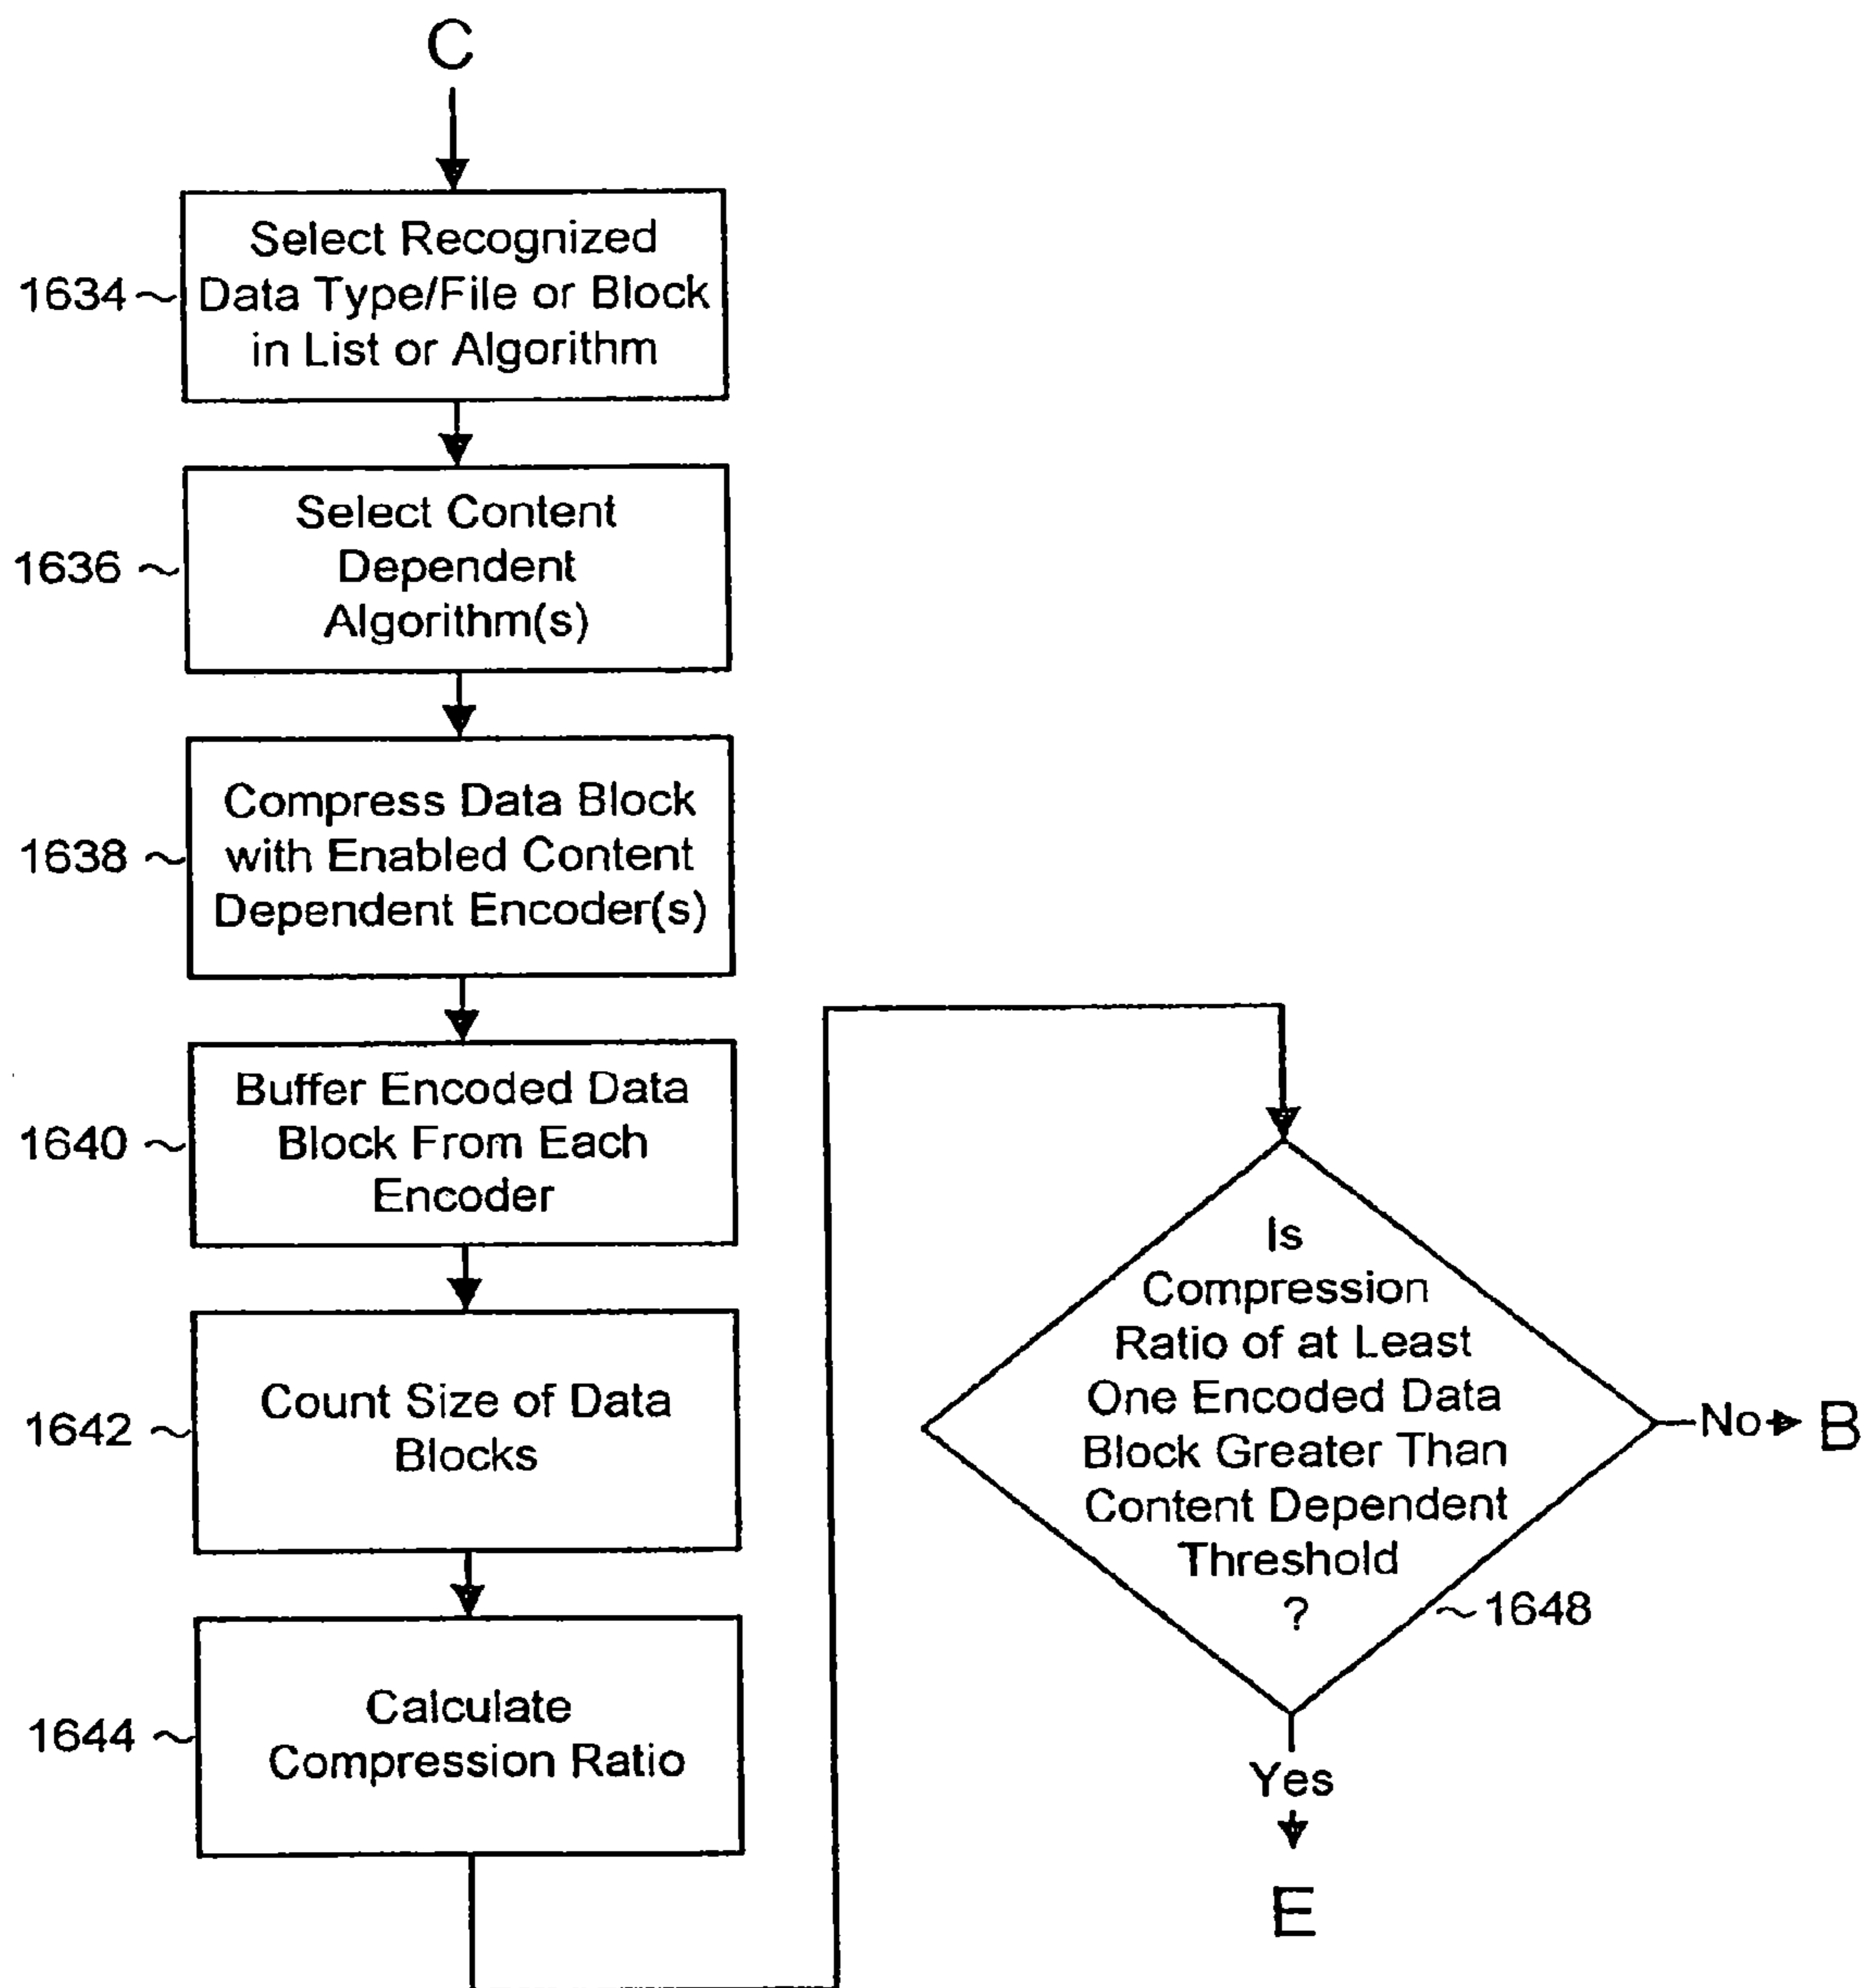 C
1634
Select Recognized
Data Type/File or Block
in List or Algorithm
1636
Select Content
Dependent
Algorithm(s)
1638
Compress Data Block
with Enabled Content
Dependent Encoder(s)
1640
Buffer Encoded Data
Block From Each
Encoder
1642
Count Size of Data
Blocks
1644
Calculate
Compression Ratio
Is
Compression
Ratio of at Least
One Encoded Data
Block Greater Than
Content Dependent
Threshold
?
1648
No
B
Yes
E